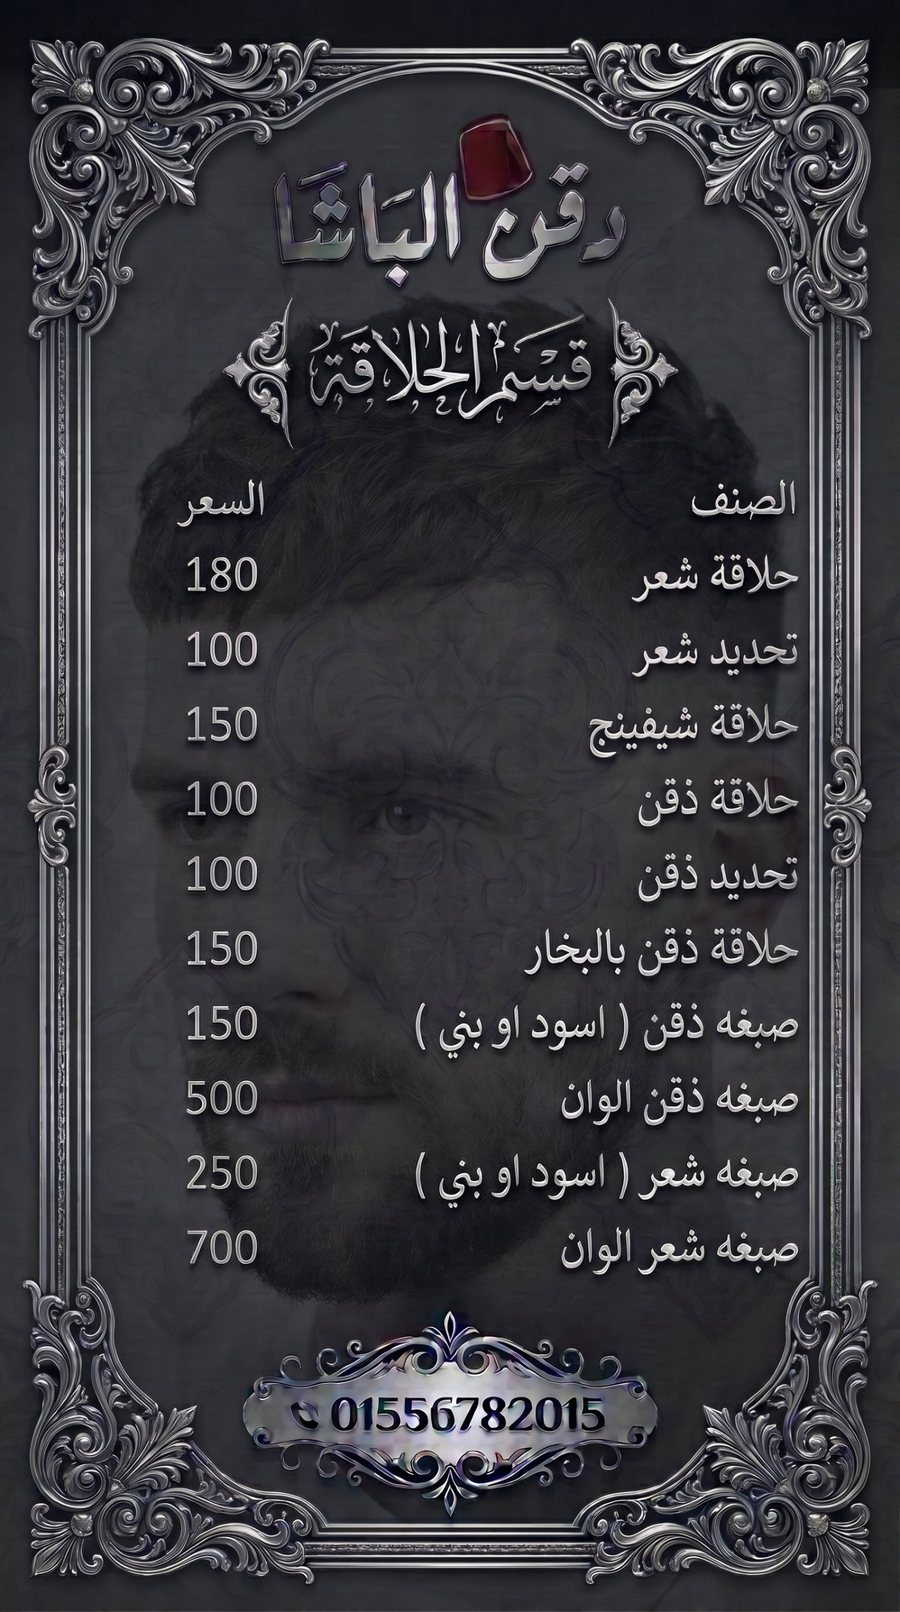 دقن البَاشَا
قسم الحلاقة
الصنف السعر
حلاقة شعر 180
تحديد شعر 100
حلاقة شيفينج 150
حلاقة ذقن 100
تحديد ذقن 100
حلاقة ذقن بالبخار 150
صبغه ذقن ( اسود او بني ) 150
صبغه ذقن الوان 500
صبغه شعر ( اسود او بني ) 250
صبغه شعر الوان 700
01556782015